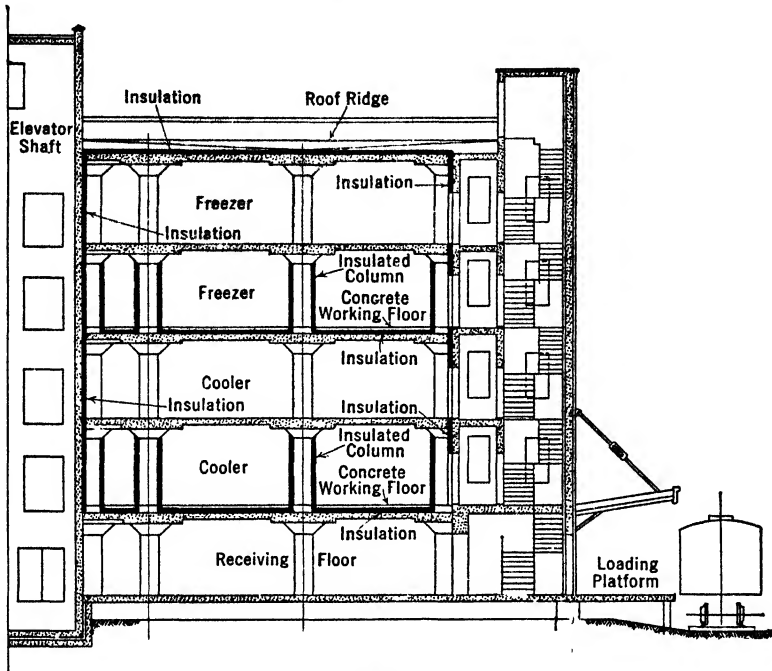 Insulation
Roof Ridge
Elevator
Shaft
Insulation
Freezer
Insulation
Insulated
Column
Freezer
Concrete
Working Floor
Insulation
Cooler
Insulation
Insulation
Insulated
Column
Cooler
Concrete
Working Floor
Insulation
Receiving Floor
Loading
Platform